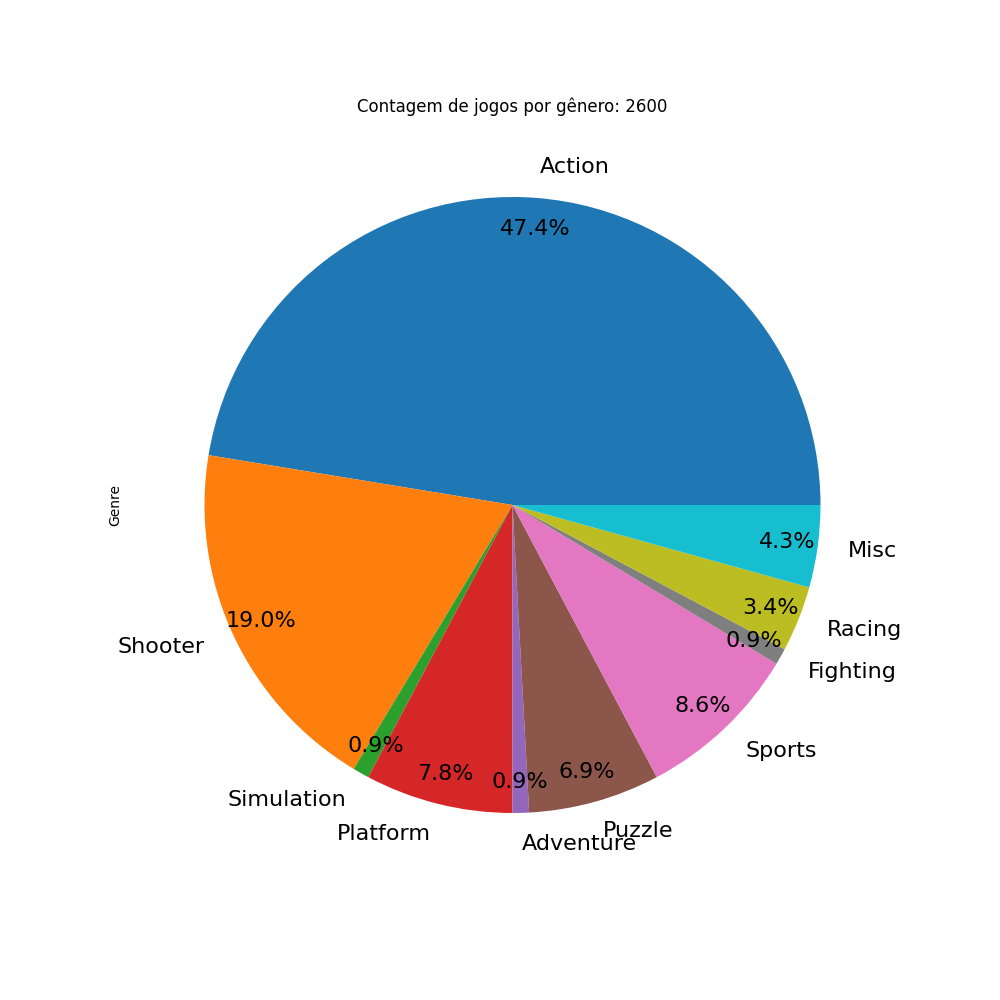 Contagem de jogos por gênero: 2600
Action
47.4%
Genre
Shooter
19.0%
Simulation
0.9%
Platform
7.8%
Adventure
0.9%
Puzzle
6.9%
Sports
8.6%
Fighting
0.9%
Racing
3.4%
Misc
4.3%